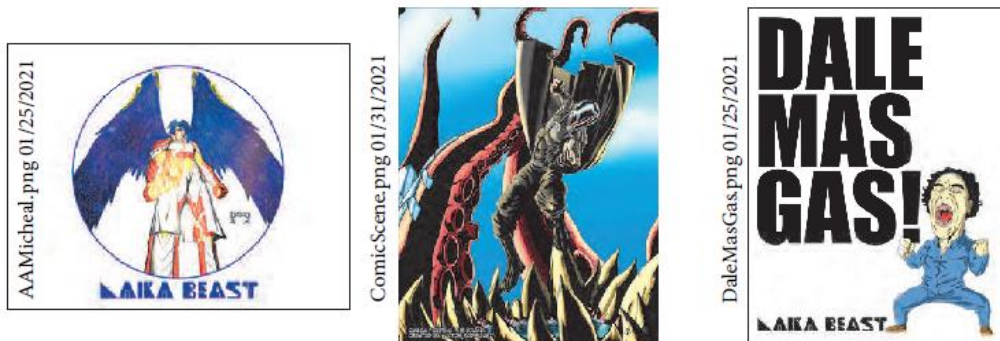 AAMicheal.png 01/25/2021
LAIKA BEAST
ComicScene.png 01/31/2021
DaleMasGas.png 01/25/2021
DALE
MAS
GAS!
LAIKA BEAST